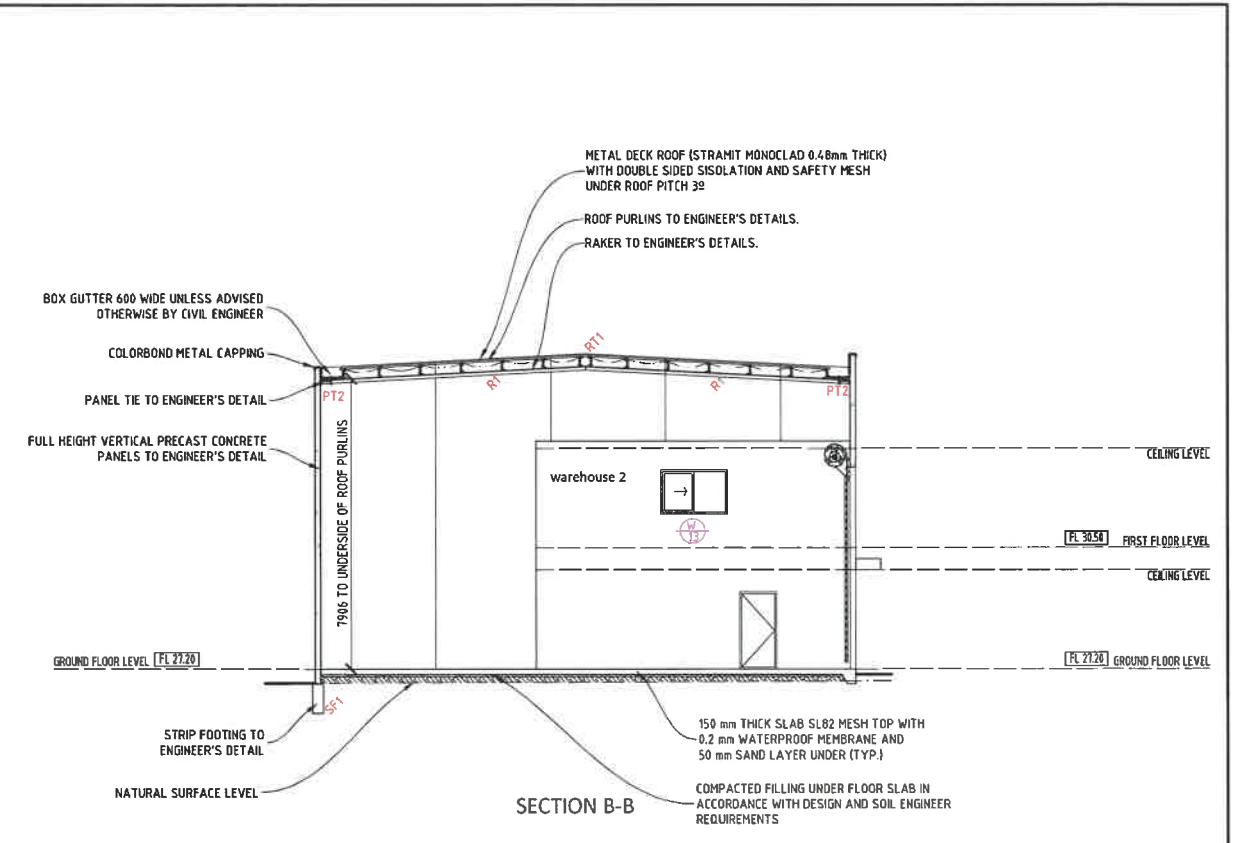 METAL DECK ROOF (STRAMIT MONOCLAD 0.48mm THICK)
WITH DOUBLE SIDED SISOLATION AND SAFETY MESH
UNDER ROOF PITCH 3º
ROOF PURLINS TO ENGINEER'S DETAILS.
RAKER TO ENGINEER'S DETAILS.
BOX GUTTER 600 WIDE UNLESS ADVISED
OTHERWISE BY CIVIL ENGINEER
COLORBOND METAL CAPPING
PANEL TIE TO ENGINEER'S DETAIL
FULL HEIGHT VERTICAL PRECAST CONCRETE
PANELS TO ENGINEER'S DETAIL
RT1
R1
R1
PT2
PT2
7906 TO UNDERSIDE OF ROOF PURLINS
warehouse 2
W
13
CEILING LEVEL
FL 30.50 FIRST FLOOR LEVEL
CEILING LEVEL
GROUND FLOOR LEVEL FL 27.20
FL 27.20 GROUND FLOOR LEVEL
SF1
STRIP FOOTING TO
ENGINEER'S DETAIL
NATURAL SURFACE LEVEL
150 mm THICK SLAB SL82 MESH TOP WITH
0.2 mm WATERPROOF MEMBRANE AND
50 mm SAND LAYER UNDER (TYP.)
COMPACTED FILLING UNDER FLOOR SLAB IN
ACCORDANCE WITH DESIGN AND SOIL ENGINEER
REQUIREMENTS
SECTION B-B